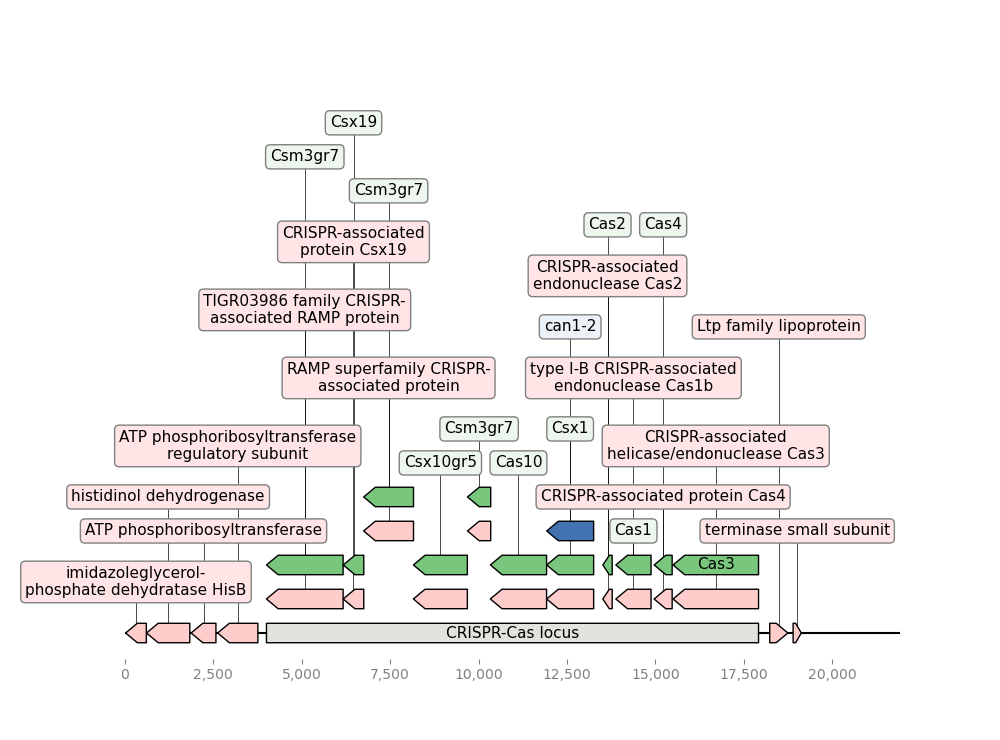 Csx19
Csm3gr7
Csm3gr7
Cas2
Cas4
CRISPR-associated
protein Csx19
CRISPR-associated
endonuclease Cas2
TIGR03986 family CRISPR-
associated RAMP protein
can1-2
Ltp family lipoprotein
RAMP superfamily CRISPR-
associated protein
type I-B CRISPR-associated
endonuclease Cas1b
Csm3gr7
Csx1
ATP phosphoribosyltransferase
regulatory subunit
CRISPR-associated
helicase/endonuclease Cas3
Csx10gr5
Cas10
histidinol dehydrogenase
CRISPR-associated protein Cas4
ATP phosphoribosyltransferase
Cas1
terminase small subunit
Cas3
imidazoleglycerol-
phosphate dehydratase HisB
CRISPR-Cas locus
0
2,500
5,000
7,500
10,000
12,500
15,000
17,500
20,000